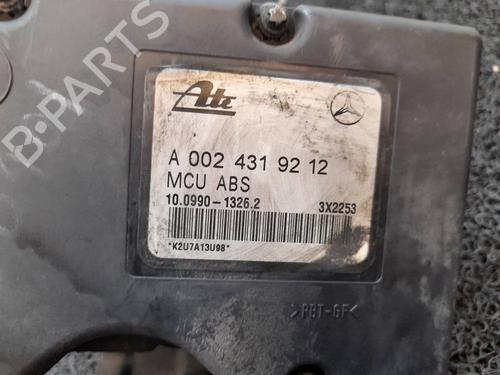 Ate
A 002 431 92 12
MCU ABS
10.0990-1326.2 3X2253
*K2U7A13U98*
>PBT-GF<
B-PARTS